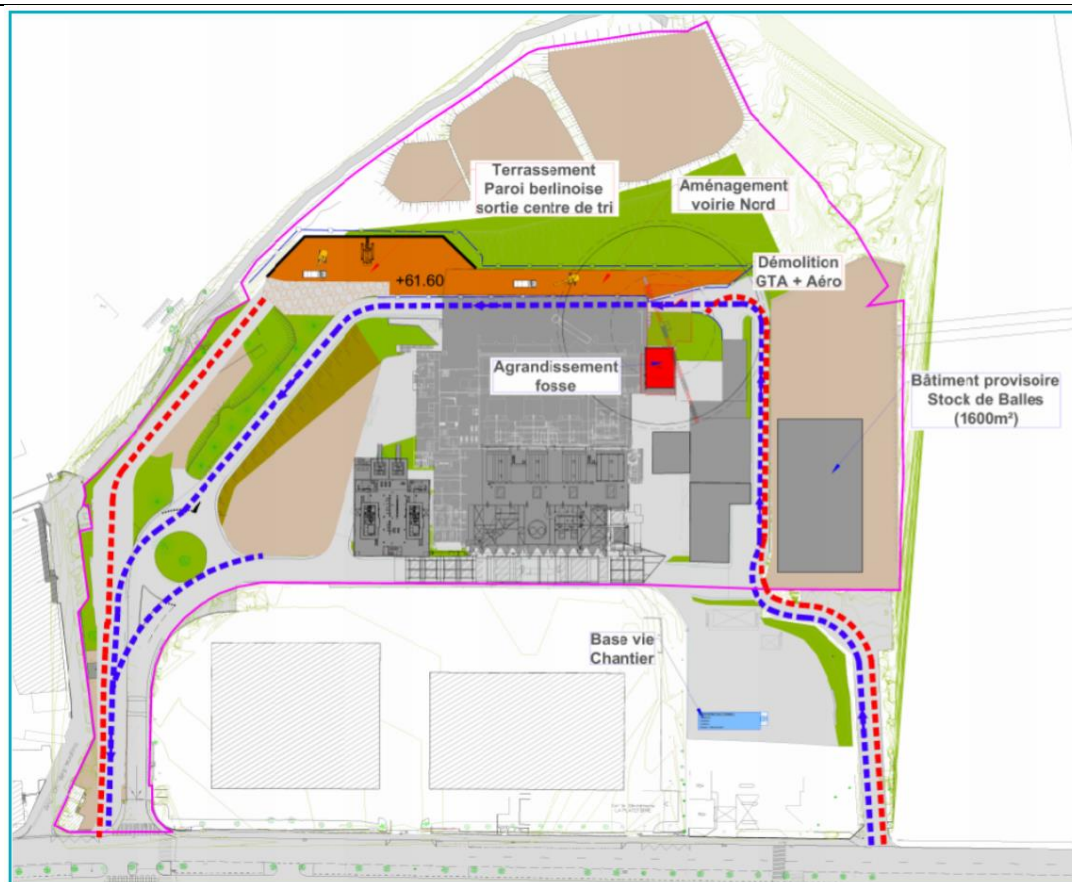 Terrassement
Paroi berlinoise
sortie centre de tri
Aménagement
voirie Nord
Démolition
GTA + Aéro
+61.60
Agrandissement
fosse
Bâtiment provisoire
Stock de Balles
(1600m²)
Base vie
Chantier